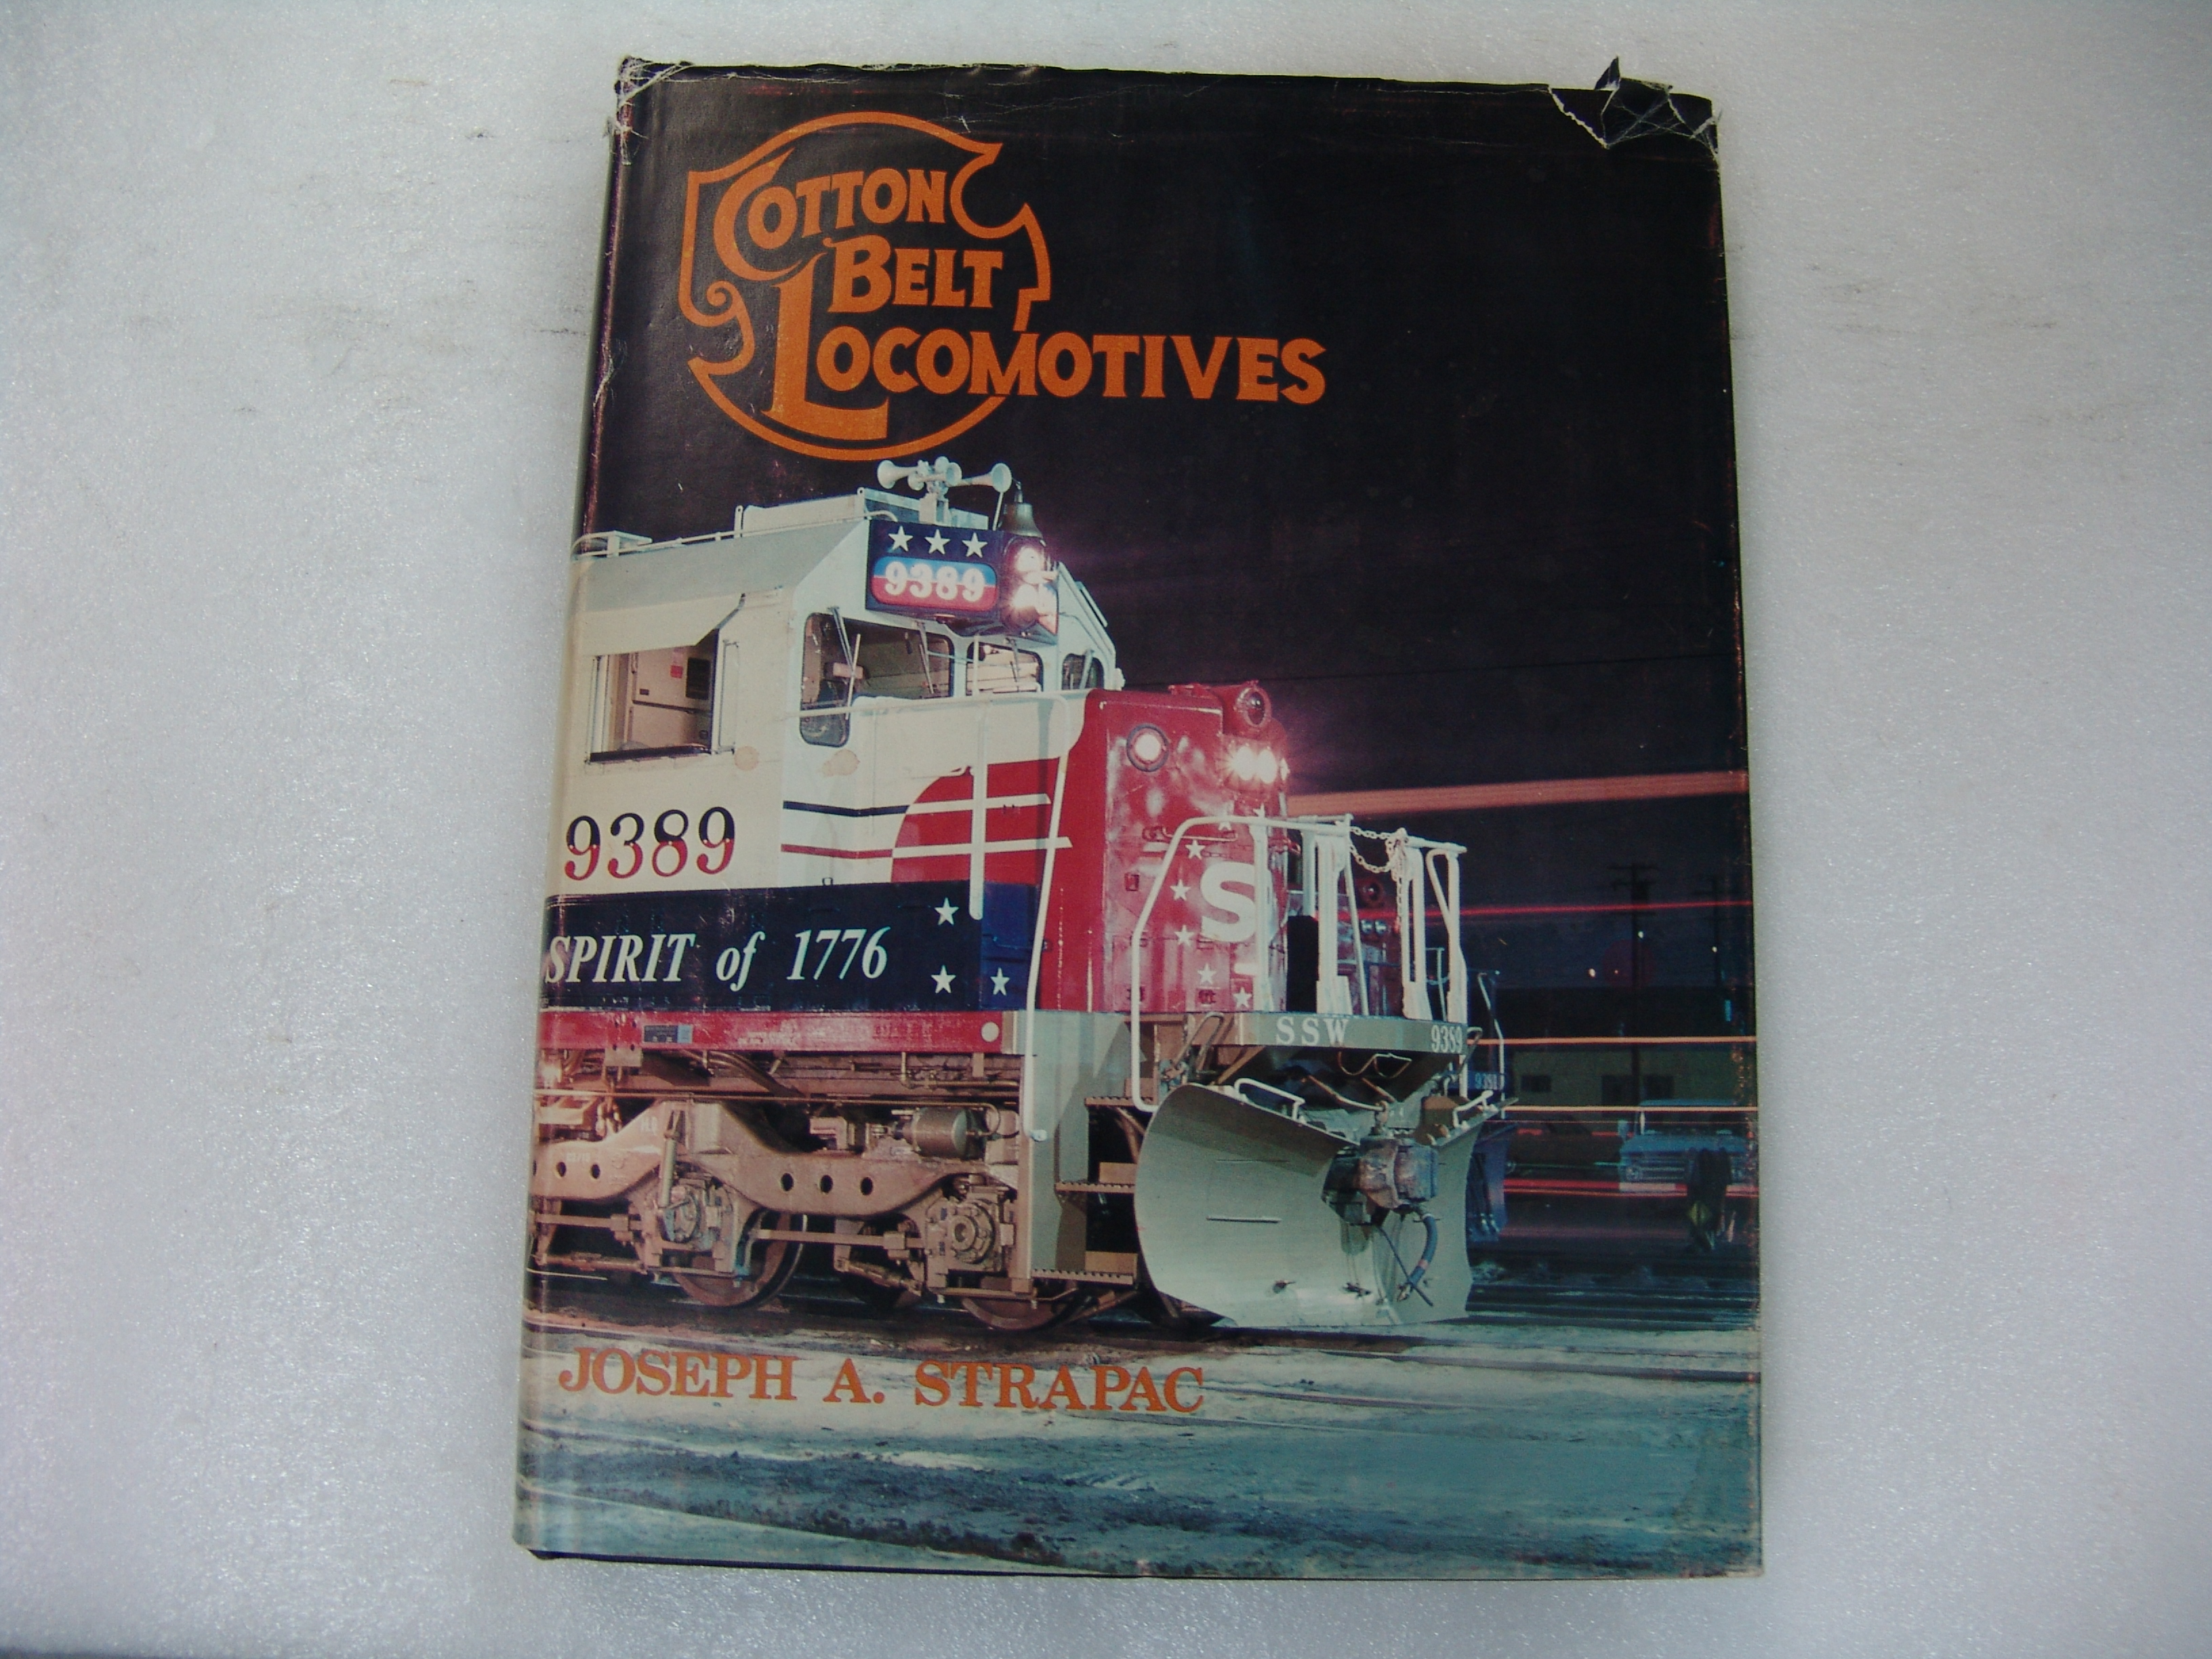 COTTON
BELT
LOCOMOTIVES
9389
9389
SPIRIT of 1776
S
SSW 9389
JOSEPH A. STRAPAC